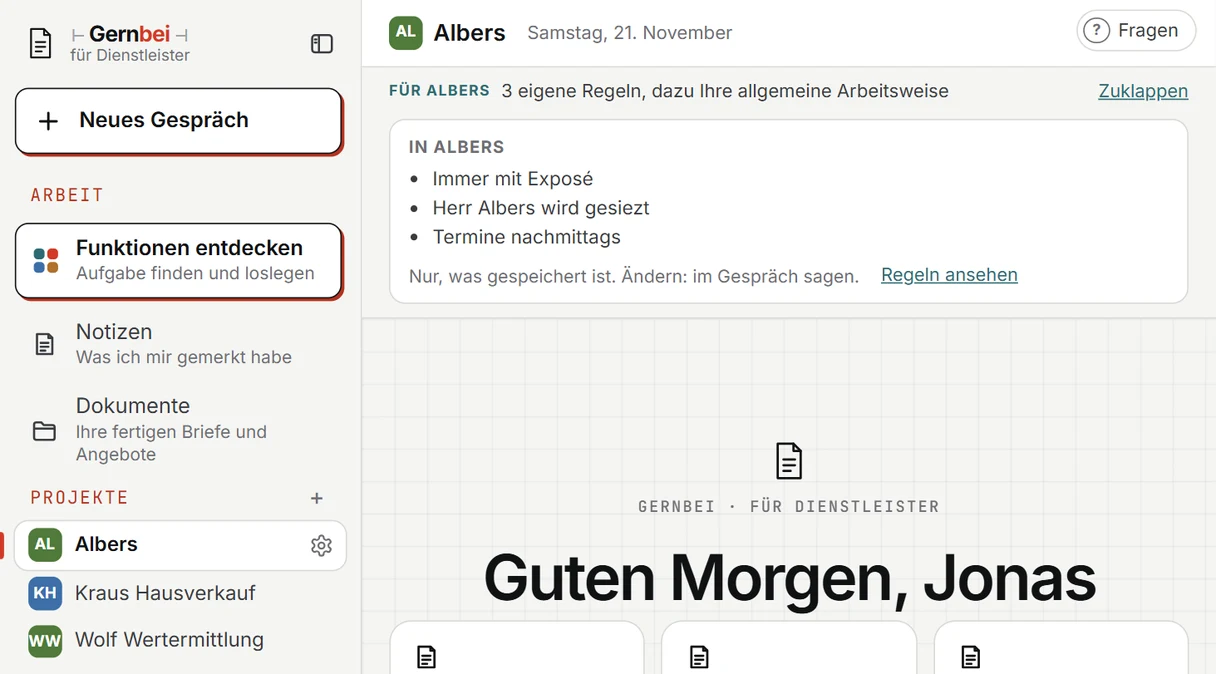 Gernbei
für Dienstleister
Neues Gespräch
ARBEIT
Funktionen entdecken
Aufgabe finden und loslegen
Notizen
Was ich mir gemerkt habe
Dokumente
Ihre fertigen Briefe und
Angebote
PROJEKTE +
AL Albers
KH Kraus Hausverkauf
WW Wolf Wertermittlung
AL Albers Samstag, 21. November
? Fragen
FÜR ALBERS 3 eigene Regeln, dazu Ihre allgemeine Arbeitsweise Zuklappen
IN ALBERS
• Immer mit Exposé
• Herr Albers wird gesiezt
• Termine nachmittags
Nur, was gespeichert ist. Ändern: im Gespräch sagen. Regeln ansehen
GERNBEI · FÜR DIENSTLEISTER
Guten Morgen, Jonas